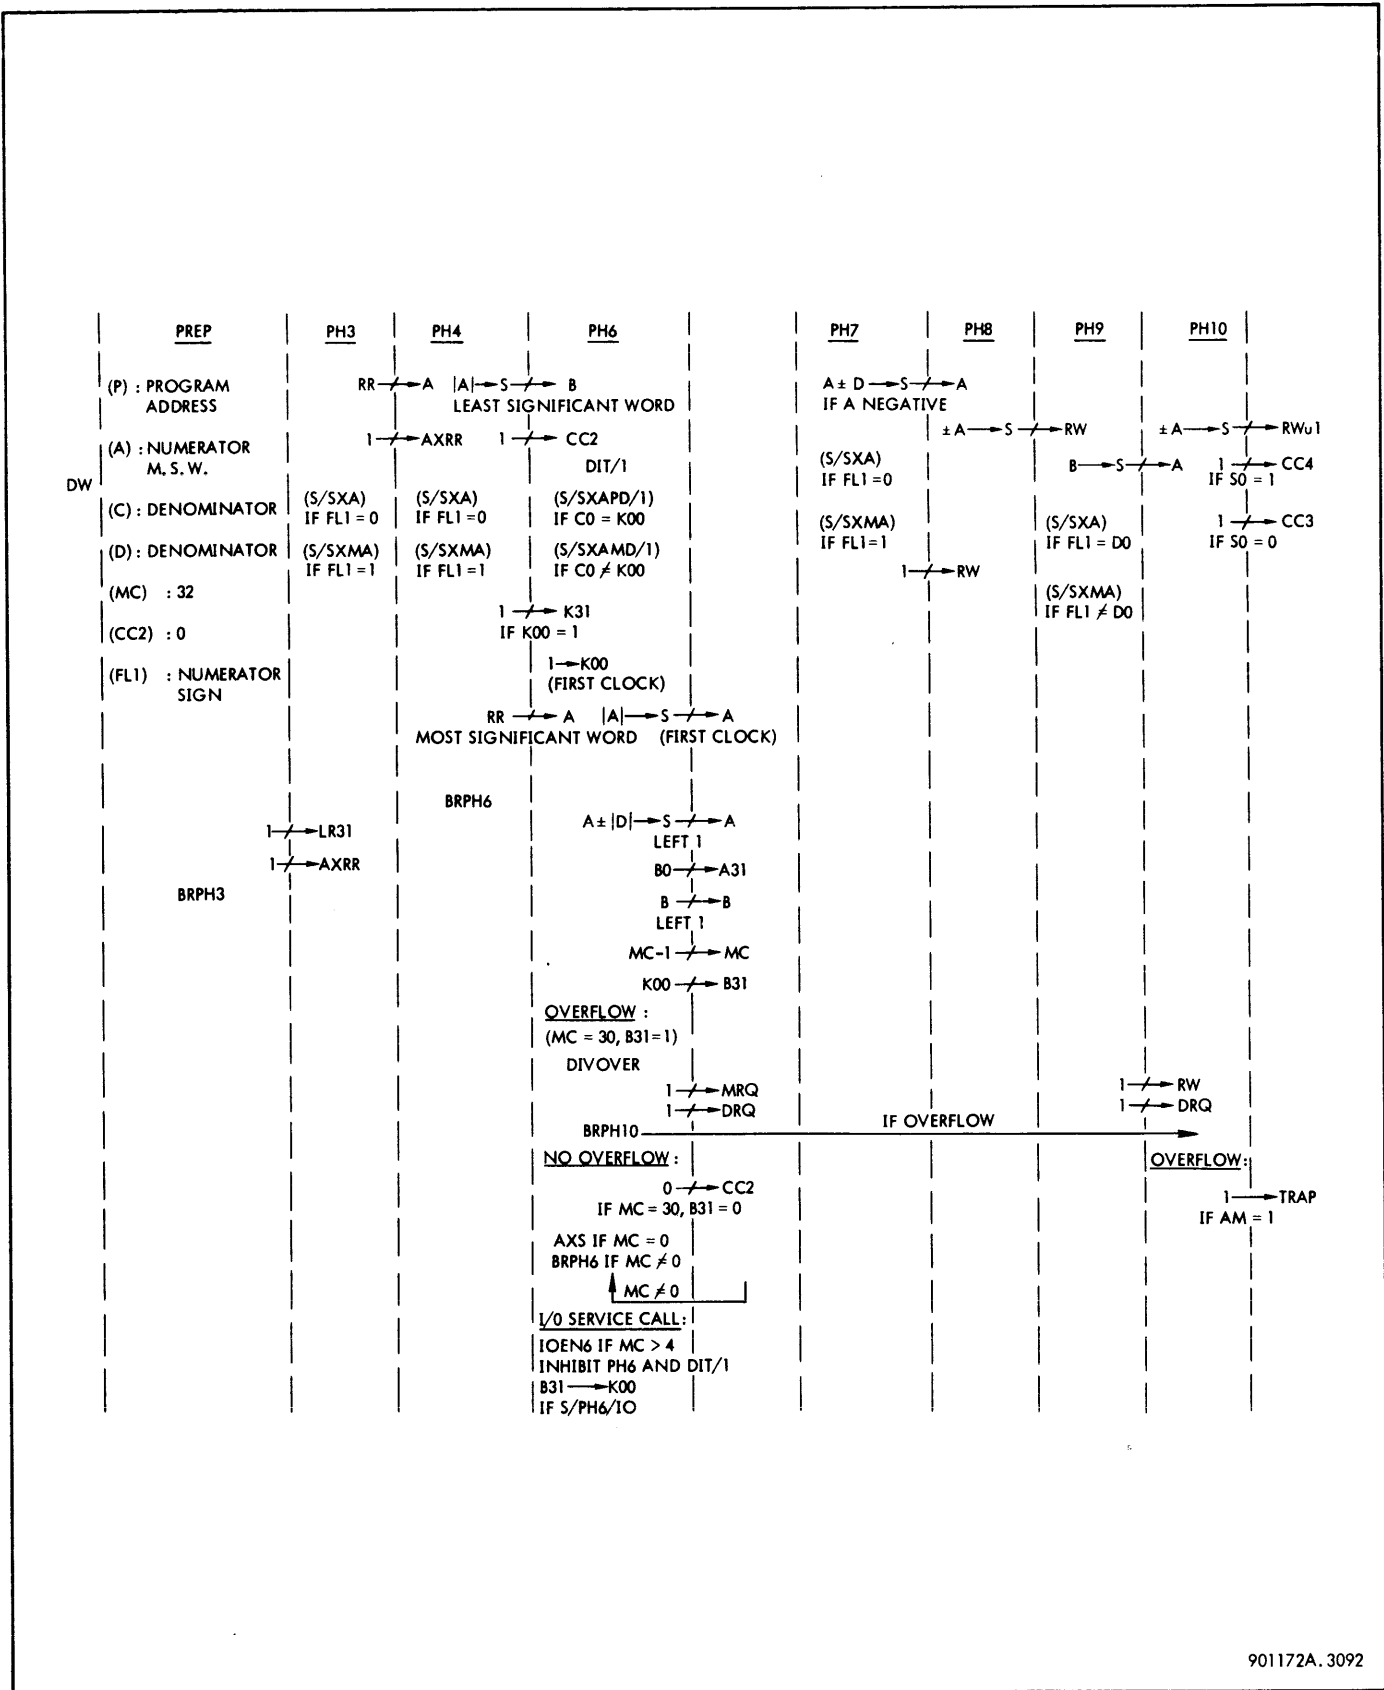 PREP PH3 PH4 PH6 PH7 PH8 PH9 PH10
DW
(P) : PROGRAM
ADDRESS
(A) : NUMERATOR
M. S. W.
(C) : DENOMINATOR
(D) : DENOMINATOR
(MC) : 32
(CC2) : 0
(FL1) : NUMERATOR
SIGN
1 → LR31
1 → AXRR
BRPH3
RR → A
1 → AXRR
(S/SXA)
IF FL1 = 0
(S/SXMA)
IF FL1 = 1
|A| → S → B
LEAST SIGNIFICANT WORD
1 → CC2
(S/SXA)
IF FL1 = 0
(S/SXMA)
IF FL1 = 1
1 → K31
IF K00 = 1
RR → A
MOST SIGNIFICANT WORD
BRPH6
DIT/1
(S/SXAPD/1)
IF C0 = K00
(S/SXAMD/1)
IF C0 ≠ K00
1 → K00
(FIRST CLOCK)
|A| → S → A
(FIRST CLOCK)
A ± |D| → S → A
LEFT 1
B0 → A31
B → B
LEFT 1
MC-1 → MC
K00 → B31
OVERFLOW :
(MC = 30, B31=1)
DIVOVER
1 → MRQ
1 → DRQ
BRPH10 IF OVERFLOW
NO OVERFLOW :
0 → CC2
IF MC = 30, B31 = 0
AXS IF MC = 0
BRPH6 IF MC ≠ 0
MC ≠ 0
I/O SERVICE CALL:
IOEN6 IF MC > 4
INHIBIT PH6 AND DIT/1
B31 → K00
IF S/PH6/IO
A ± D → S → A
IF A NEGATIVE
(S/SXA)
IF FL1 = 0
(S/SXMA)
IF FL1 = 1
1 → RW
± A → S → RW
B → S → A
(S/SXA)
IF FL1 = D0
(S/SXMA)
IF FL1 ≠ D0
1 → RW
1 → DRQ
± A → S → RWu1
1 → CC4
IF S0 = 1
1 → CC3
IF S0 = 0
OVERFLOW:
1 → TRAP
IF AM = 1
901172A. 3092